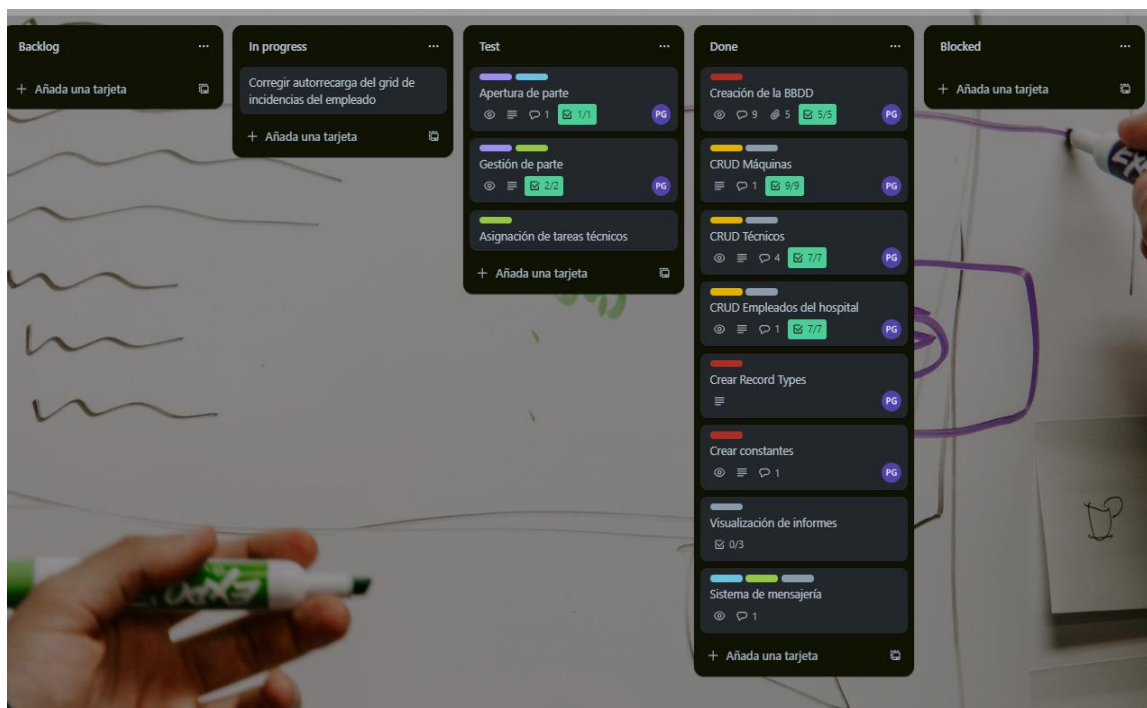 Backlog
Añada una tarjeta
In progress
Corregir autorrecarga del grid de
incidencias del empleado
Añada una tarjeta
Test
Apertura de parte
1 1/1 PG
Gestión de parte
2/2 PG
Asignación de tareas técnicos
Añada una tarjeta
Done
Creación de la BBDD
9 5 5/5 PG
CRUD Máquinas
1 9/9 PG
CRUD Técnicos
4 7/7 PG
CRUD Empleados del hospital
1 7/7 PG
Crear Record Types
PG
Crear constantes
1 PG
Visualización de informes
0/3
Sistema de mensajería
1
Añada una tarjeta
Blocked
Añada una tarjeta
EXPO